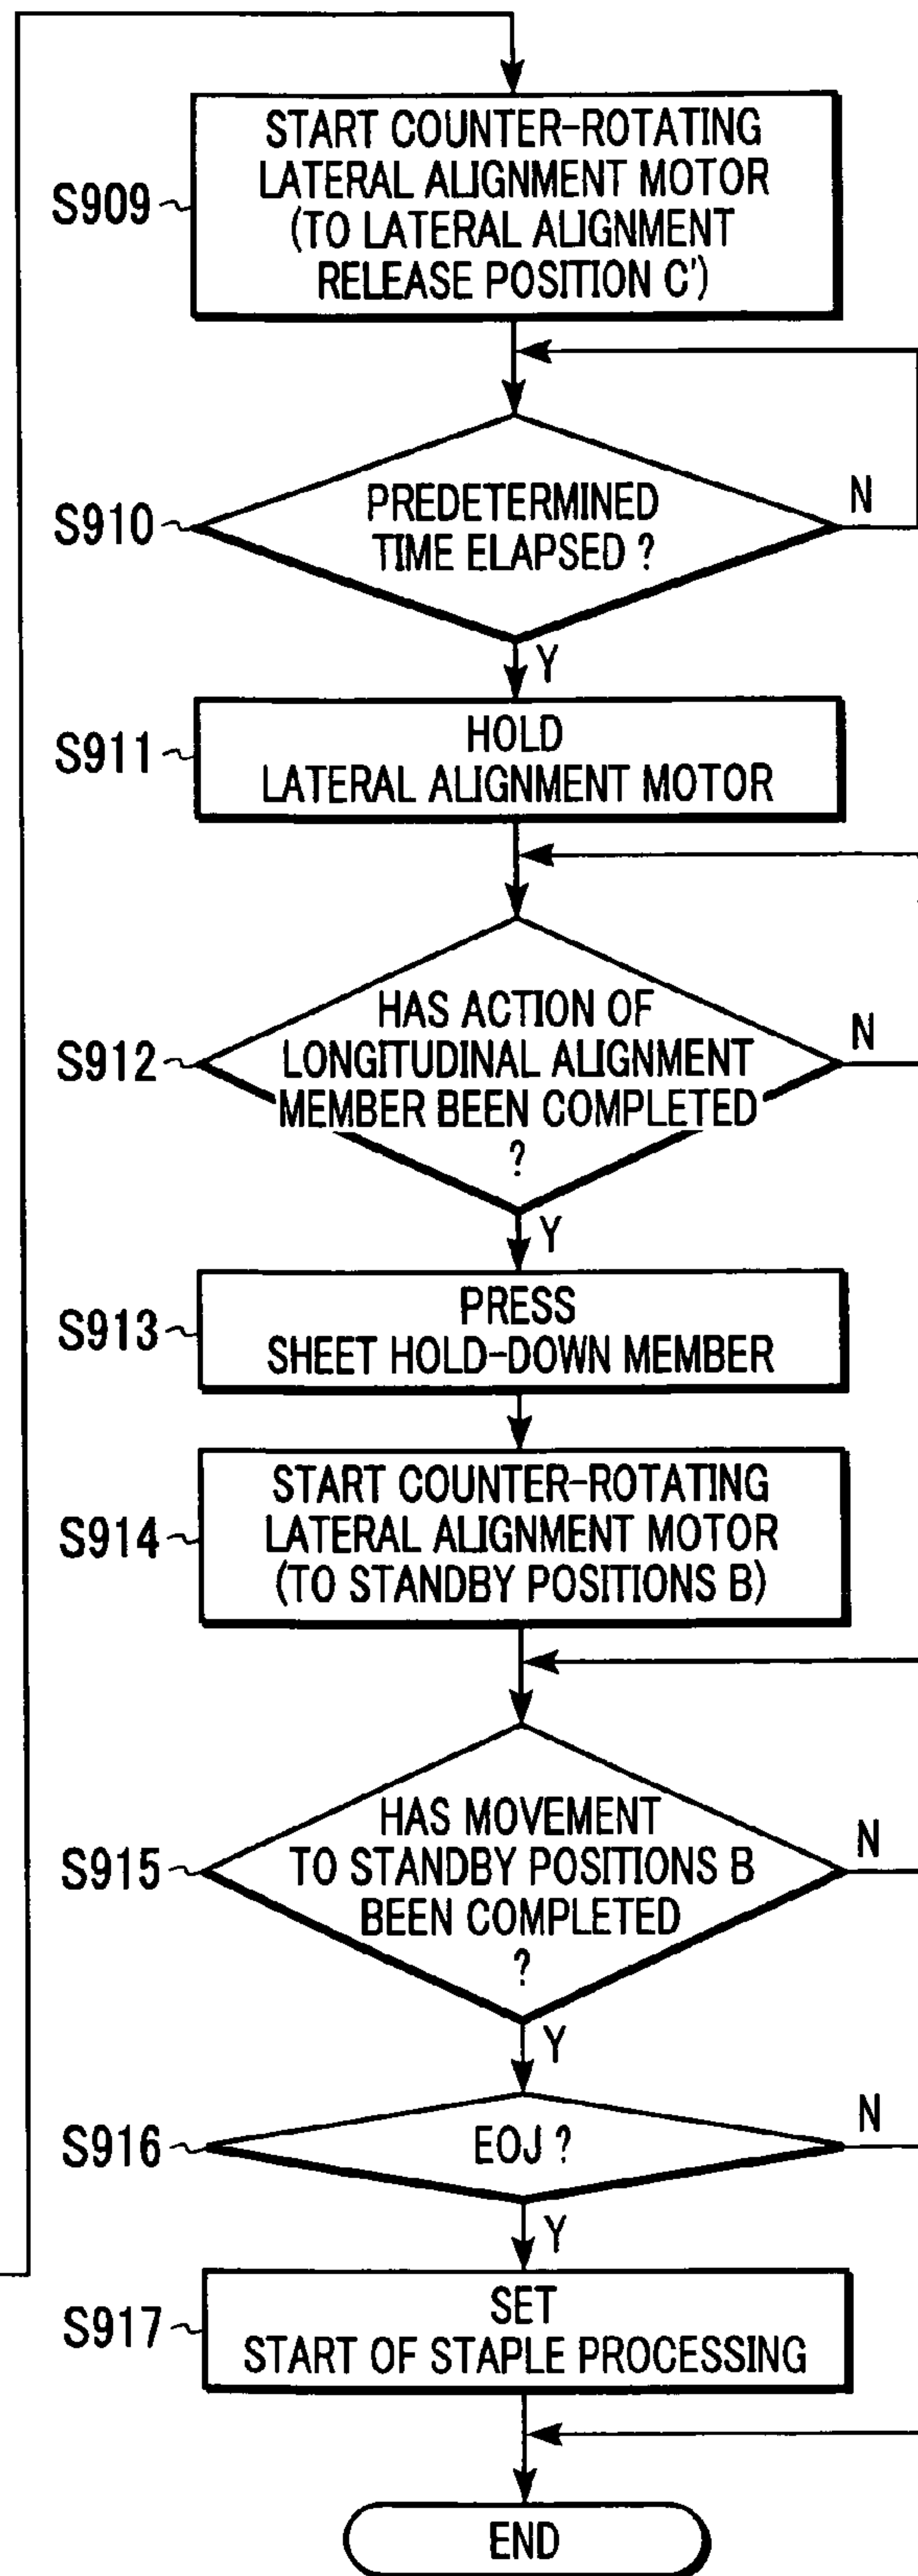 START COUNTER-ROTATING
LATERAL ALIGNMENT MOTOR
(TO LATERAL ALIGNMENT
RELEASE POSITION C')
S909
PREDETERMINED
TIME ELAPSED ?
S910
N
Y
HOLD
LATERAL ALIGNMENT MOTOR
S911
HAS ACTION OF
LONGITUDINAL ALIGNMENT
MEMBER BEEN COMPLETED
?
S912
N
Y
PRESS
SHEET HOLD-DOWN MEMBER
S913
START COUNTER-ROTATING
LATERAL ALIGNMENT MOTOR
(TO STANDBY POSITIONS B)
S914
HAS MOVEMENT
TO STANDBY POSITIONS B
BEEN COMPLETED
?
S915
N
Y
EOJ ?
S916
N
Y
SET
START OF STAPLE PROCESSING
S917
END